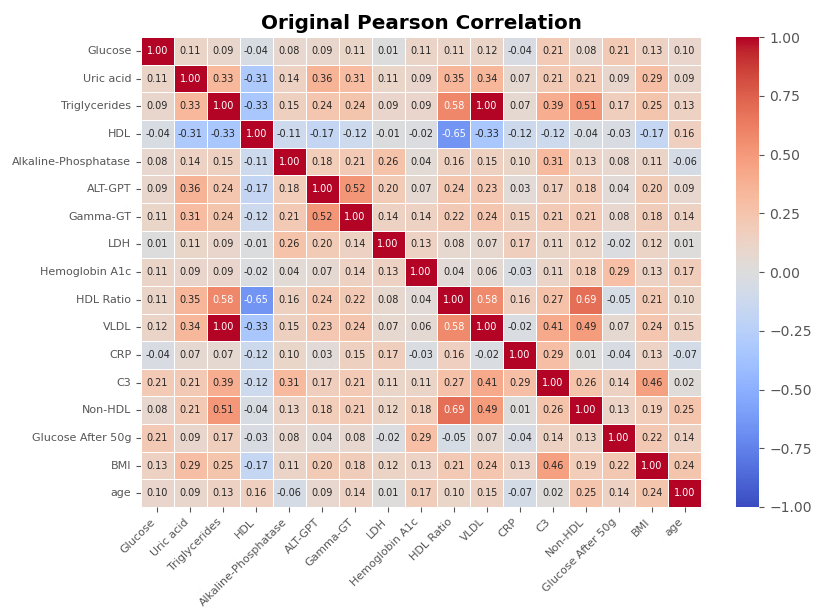 Original Pearson Correlation
Glucose 1.00 0.11 0.09 -0.04 0.08 0.09 0.11 0.01 0.11 0.11 0.12 -0.04 0.21 0.08 0.21 0.13 0.10
Uric acid 0.11 1.00 0.33 -0.31 0.14 0.36 0.31 0.11 0.09 0.35 0.34 0.07 0.21 0.21 0.09 0.29 0.09
Triglycerides 0.09 0.33 1.00 -0.33 0.15 0.24 0.24 0.09 0.09 0.58 1.00 0.07 0.39 0.51 0.17 0.25 0.13
HDL -0.04 -0.31 -0.33 1.00 -0.11 -0.17 -0.12 -0.01 -0.02 -0.65 -0.33 -0.12 -0.12 -0.04 -0.03 -0.17 0.16
Alkaline-Phosphatase 0.08 0.14 0.15 -0.11 1.00 0.18 0.21 0.26 0.04 0.16 0.15 0.10 0.31 0.13 0.08 0.11 -0.06
ALT-GPT 0.09 0.36 0.24 -0.17 0.18 1.00 0.52 0.20 0.07 0.24 0.23 0.03 0.17 0.18 0.04 0.20 0.09
Gamma-GT 0.11 0.31 0.24 -0.12 0.21 0.52 1.00 0.14 0.14 0.22 0.24 0.15 0.21 0.21 0.08 0.18 0.14
LDH 0.01 0.11 0.09 -0.01 0.26 0.20 0.14 1.00 0.13 0.08 0.07 0.17 0.11 0.12 -0.02 0.12 0.01
Hemoglobin A1c 0.11 0.09 0.09 -0.02 0.04 0.07 0.14 0.13 1.00 0.04 0.06 -0.03 0.11 0.18 0.29 0.13 0.17
HDL Ratio 0.11 0.35 0.58 -0.65 0.16 0.24 0.22 0.08 0.04 1.00 0.58 0.16 0.27 0.69 -0.05 0.21 0.10
VLDL 0.12 0.34 1.00 -0.33 0.15 0.23 0.24 0.07 0.06 0.58 1.00 -0.02 0.41 0.49 0.07 0.24 0.15
CRP -0.04 0.07 0.07 -0.12 0.10 0.03 0.15 0.17 -0.03 0.16 -0.02 1.00 0.29 0.01 -0.04 0.13 -0.07
C3 0.21 0.21 0.39 -0.12 0.31 0.17 0.21 0.11 0.11 0.27 0.41 0.29 1.00 0.26 0.14 0.46 0.02
Non-HDL 0.08 0.21 0.51 -0.04 0.13 0.18 0.21 0.12 0.18 0.69 0.49 0.01 0.26 1.00 0.13 0.19 0.25
Glucose After 50g 0.21 0.09 0.17 -0.03 0.08 0.04 0.08 -0.02 0.29 -0.05 0.07 -0.04 0.14 0.13 1.00 0.22 0.14
BMI 0.13 0.29 0.25 -0.17 0.11 0.20 0.18 0.12 0.13 0.21 0.24 0.13 0.46 0.19 0.22 1.00 0.24
age 0.10 0.09 0.13 0.16 -0.06 0.09 0.14 0.01 0.17 0.10 0.15 -0.07 0.02 0.25 0.14 0.24 1.00
Glucose
Uric acid
Triglycerides
HDL
Alkaline-Phosphatase
ALT-GPT
Gamma-GT
LDH
Hemoglobin A1c
HDL Ratio
VLDL
CRP
C3
Non-HDL
Glucose After 50g
BMI
age
1.00
0.75
0.50
0.25
0.00
−0.25
−0.50
−0.75
−1.00